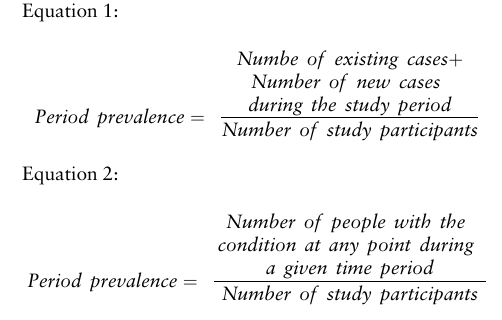 Equation 1:
Numbe of existing cases+
Number of new cases
during the study period
Period prevalence =
Number of study participants
Equation 2:
Number of people with the
condition at any point during
a given time period
Period prevalence =
Number of study participants